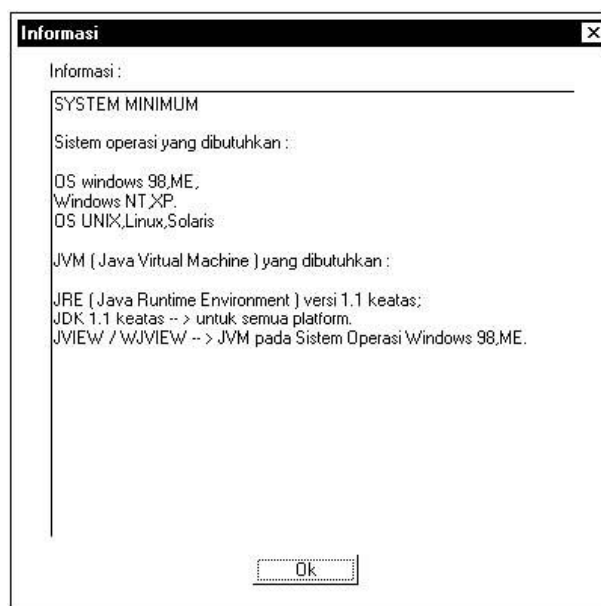 Informasi
Informasi :
SYSTEM MINIMUM
Sistem operasi yang dibutuhkan :
OS windows 98,ME,
Windows NT,XP.
OS UNIX,Linux,Solaris
JVM ( Java Virtual Machine ) yang dibutuhkan :
JRE ( Java Runtime Environment ) versi 1.1 keatas;
JDK 1.1 keatas -- > untuk semua platform.
JVIEW / WJVIEW -- > JVM pada Sistem Operasi Windows 98,ME.
Ok